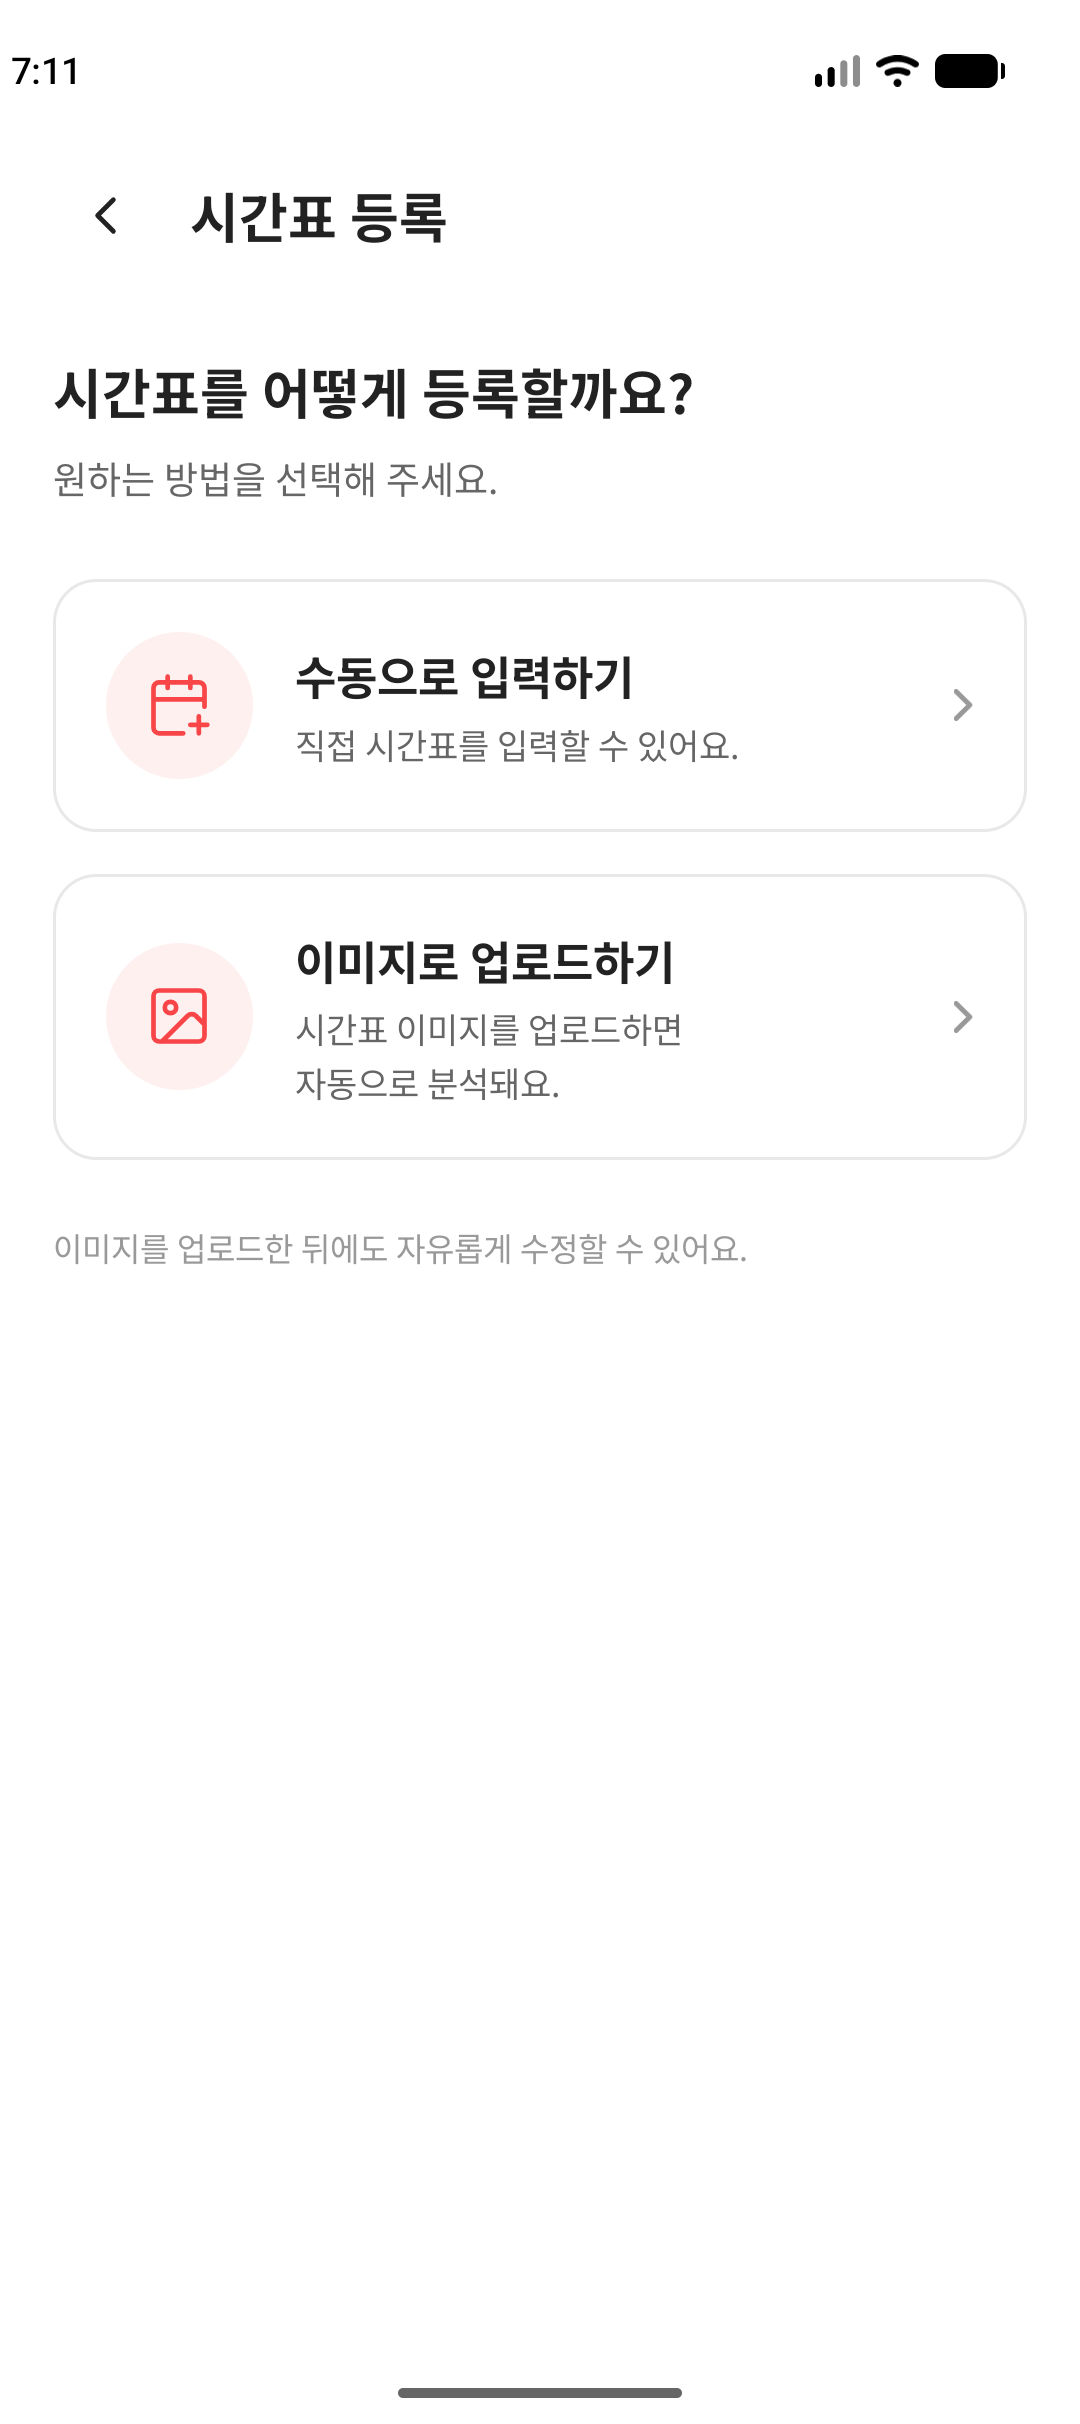 7:11
시간표 등록
시간표를 어떻게 등록할까요?
원하는 방법을 선택해 주세요.
수동으로 입력하기
직접 시간표를 입력할 수 있어요.
이미지로 업로드하기
시간표 이미지를 업로드하면
자동으로 분석돼요.
이미지를 업로드한 뒤에도 자유롭게 수정할 수 있어요.